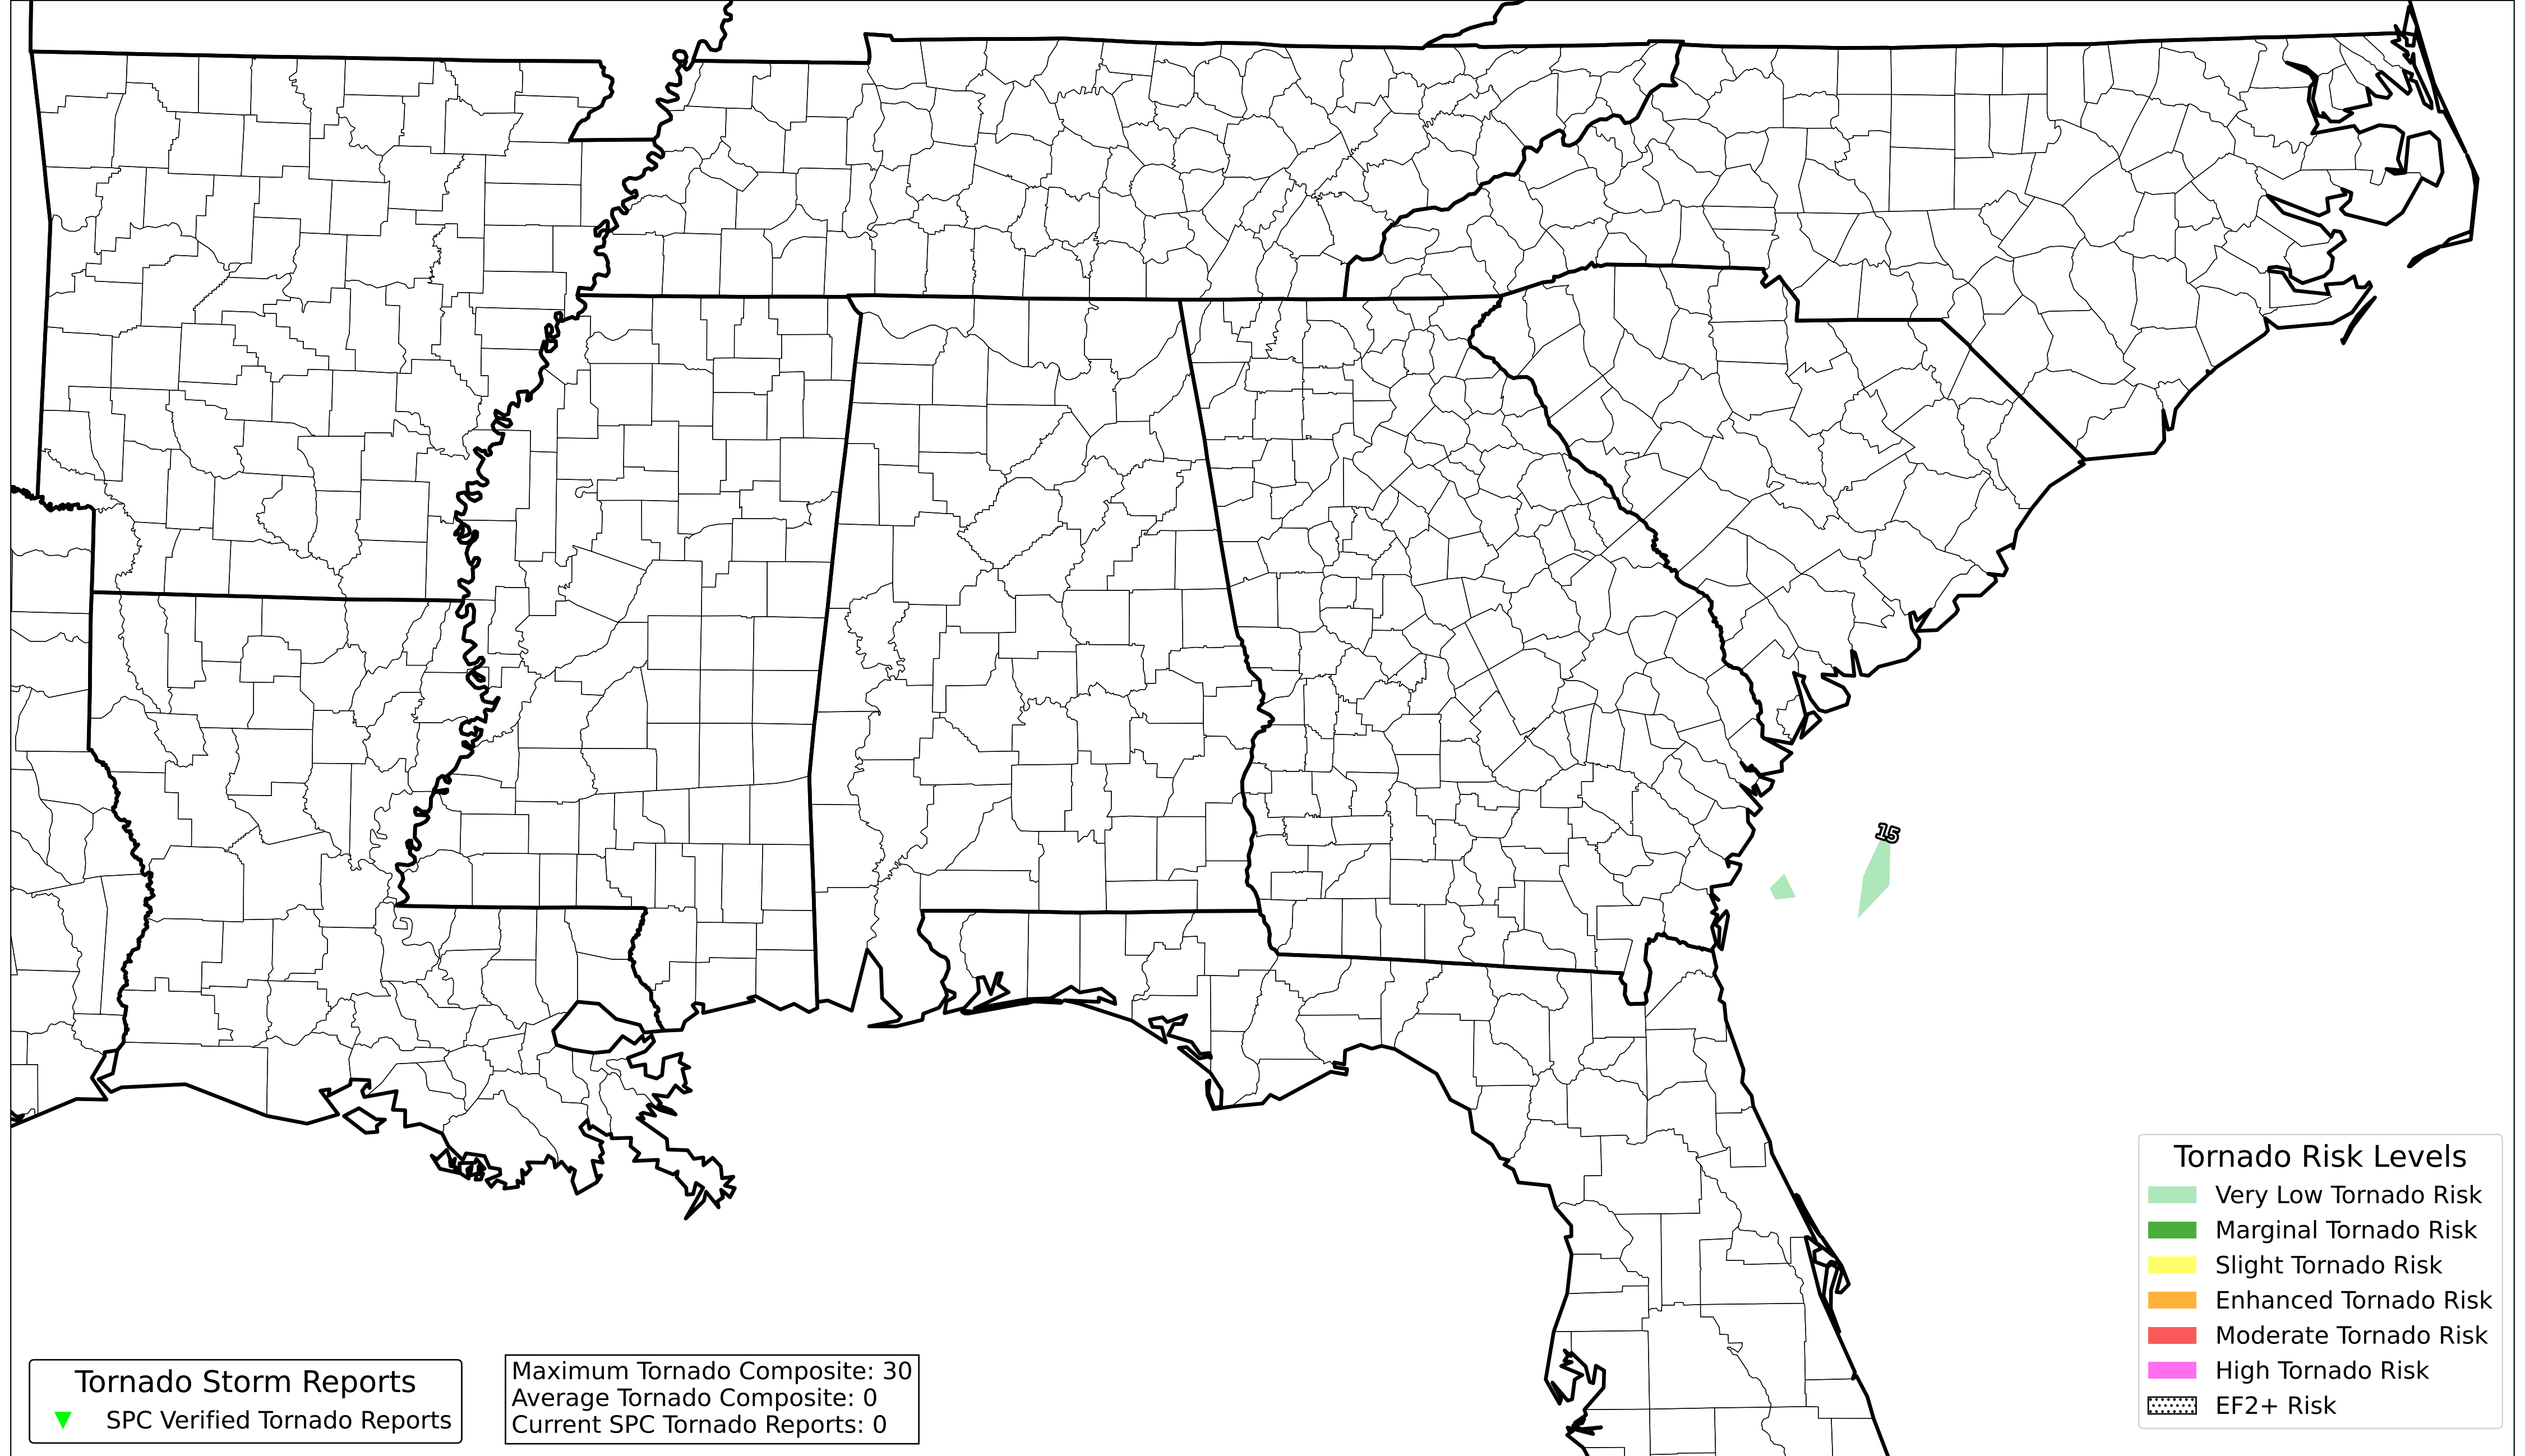 15
Tornado Risk Levels
Very Low Tornado Risk
Marginal Tornado Risk
Slight Tornado Risk
Enhanced Tornado Risk
Moderate Tornado Risk
High Tornado Risk
EF2+ Risk
Tornado Storm Reports
SPC Verified Tornado Reports
Maximum Tornado Composite: 30
Average Tornado Composite: 0
Current SPC Tornado Reports: 0